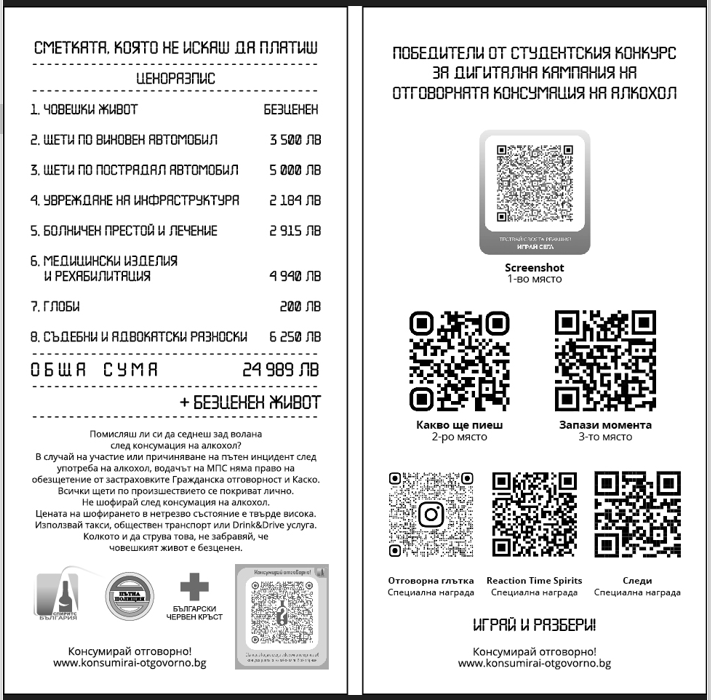 СМЕТКАТА, КОЯТО НЕ ИСКАШ ДА ПЛАТИШ
ЦЕНОРАЗПИС
1. ЧОВЕШКИ ЖИВОТ БЕЗЦЕНЕН
2. ЩЕТИ ПО ВИНОВЕН АВТОМОБИЛ 3 500 ЛВ
3. ЩЕТИ ПО ПОСТРАДАЛ АВТОМОБИЛ 5 000 ЛВ
4. УВРЕЖДАНЕ НА ИНФРАСТРУКТУРА 2 184 ЛВ
5. БОЛНИЧЕН ПРЕСТОЙ И ЛЕЧЕНИЕ 2 915 ЛВ
6. МЕДИЦИНСКИ ИЗДЕЛИЯ
И РЕХАБИЛИТАЦИЯ 4 940 ЛВ
7. ГЛОБИ 200 ЛВ
8. СЪДЕБНИ И АДВОКАТСКИ РАЗНОСКИ 6 250 ЛВ
ОБЩА СУМА 24 989 ЛВ
+ БЕЗЦЕНЕН ЖИВОТ
Помисляш ли си да седнеш зад волана
след консумация на алкохол?
В случай на участие или причиняване на пътен инцидент след
употреба на алкохол, водачът на МПС няма право на
обезщетение от застраховките Гражданска отговорност и Каско.
Всички щети по произшествието се покриват лично.
Не шофирай след консумация на алкохол.
Цената на шофирането в нетрезво състояние е твърде висока.
Използвай такси, обществен транспорт или Drink&Drive услуга.
Колкото и да струва това, не забравяй, че
човешкият живот е безценен.
СПИРИТС
БЪЛГАРИЯ
ПЪТНА
ПОЛИЦИЯ
БЪЛГАРСКИ
ЧЕРВЕН КРЪСТ
Консумирай отговорно!
Консумирай отговорно!
www.konsumirai-otgovorno.bg
ПОБЕДИТЕЛИ ОТ СТУДЕНТСКИЯ КОНКУРС
ЗА ДИГИТАЛНА КАМПАНИЯ НА
ОТГОВОРНАТА КОНСУМАЦИЯ НА АЛКОХОЛ
ИГРАЙ СЕГА
Screenshot
1-во място
Какво ще пиеш
2-ро място
Запази момента
3-то място
Отговорна глътка
Специална награда
Reaction Time Spirits
Специална награда
Следи
Специална награда
ИГРАЙ И РАЗБЕРИ!
Консумирай отговорно!
www.konsumirai-otgovorno.bg